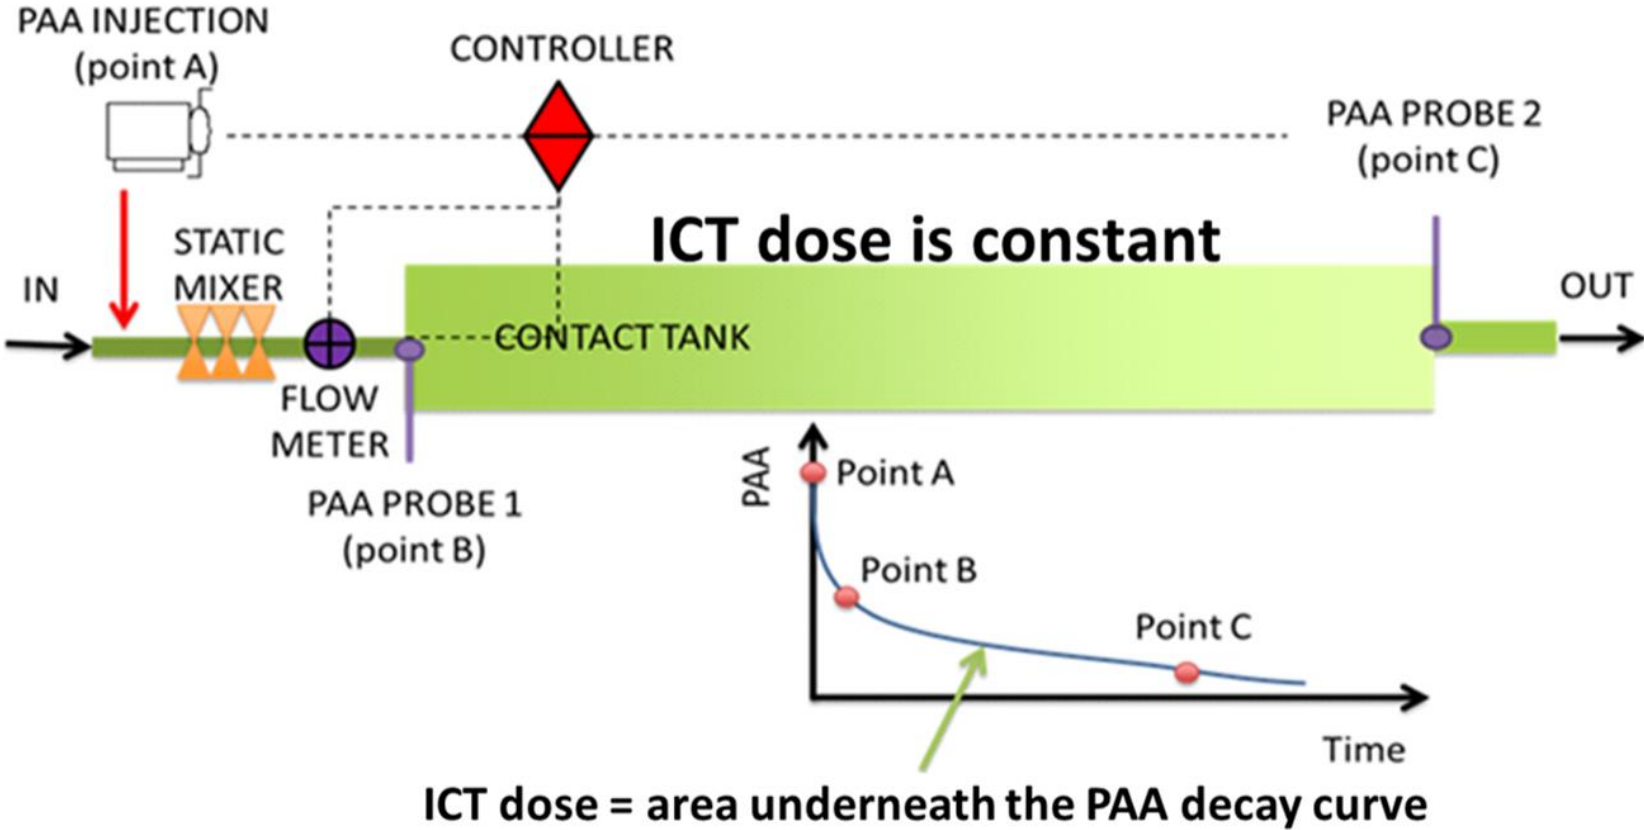 PAA INJECTION
(point A)
CONTROLLER
PAA PROBE 2
(point C)
STATIC
MIXER
ICT dose is constant
IN
OUT
CONTACT TANK
FLOW
METER
PAA PROBE 1
(point B)
PAA
Point A
Point B
Point C
Time
ICT dose = area underneath the PAA decay curve